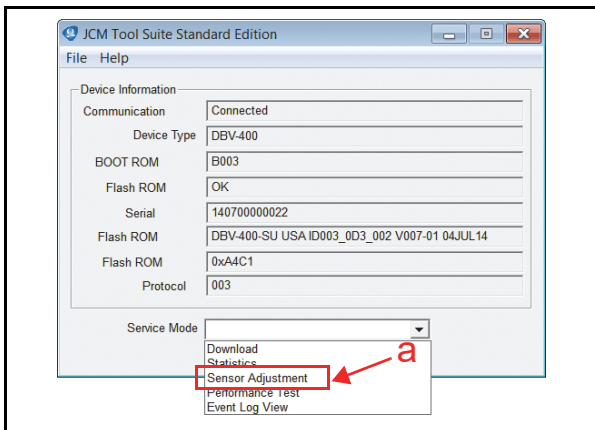 JCM Tool Suite Standard Edition
File Help
Device Information
Communication Connected
Device Type DBV-400
BOOT ROM B003
Flash ROM OK
Serial 140700000022
Flash ROM DBV-400-SU USA ID003_0D3_002 V007-01 04JUL14
Flash ROM 0xA4C1
Protocol 003
Service Mode
Download
a
Statistics
Sensor Adjustment
Performance Test
Event Log View